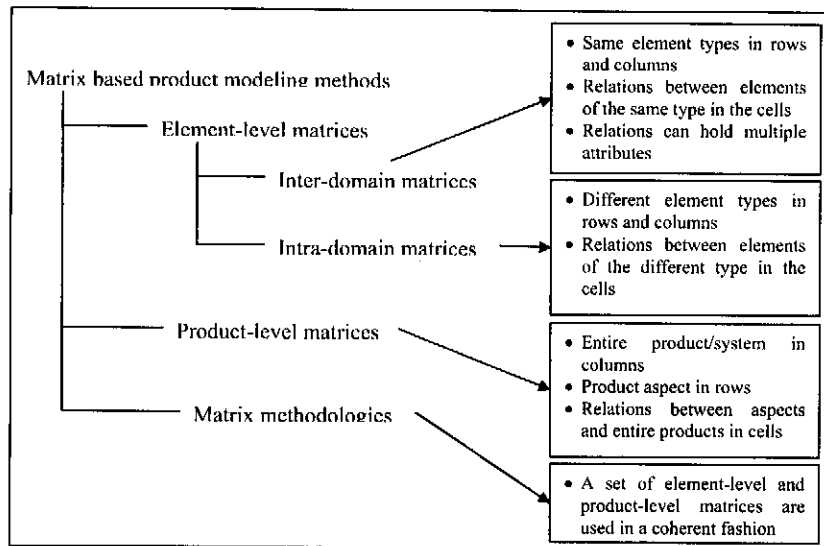 Matrix based product modeling methods
Element-level matrices
Inter-domain matrices
Intra-domain matrices
Product-level matrices
Matrix methodologies
• Same element types in rows
and columns
• Relations between elements
of the same type in the cells
• Relations can hold multiple
attributes
• Different element types in
rows and columns
• Relations between elements
of the different type in the
cells
• Entire product/system in
columns
• Product aspect in rows
• Relations between aspects
and entire products in cells
• A set of element-level and
product-level matrices are
used in a coherent fashion